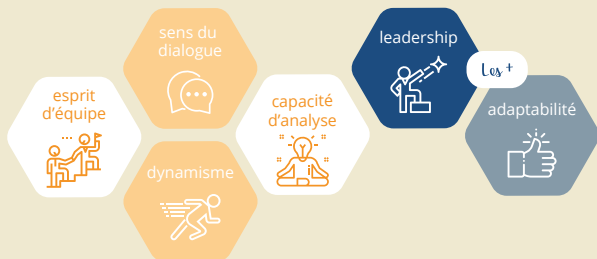 esprit
d'équipe
sens du
dialogue
dynamisme
capacité
d'analyse
leadership
Les +
adaptabilité